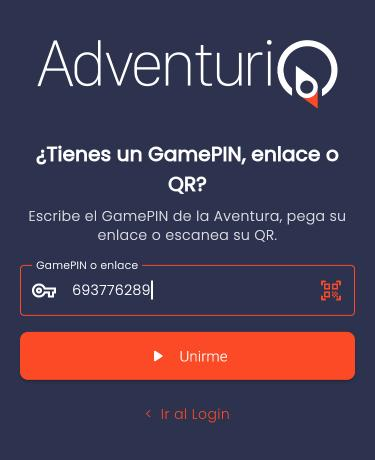 AdventuriQ
¿Tienes un GamePIN, enlace o
QR?
Escribe el GamePIN de la Aventura, pega su
enlace o escanea su QR.
GamePIN o enlace
693776289
Unirme
< Ir al Login